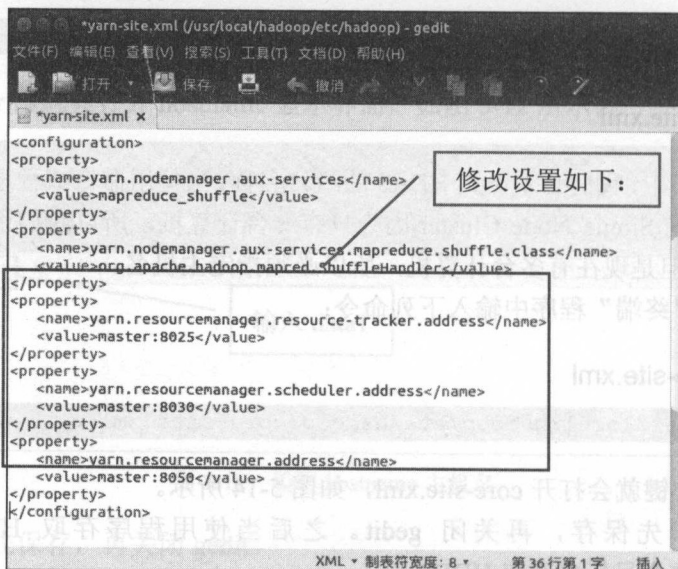 *yarn-site.xml (/usr/local/hadoop/etc/hadoop) - gedit
文件(F) 编辑(E) 查看(V) 搜索(S) 工具(T) 文档(D) 帮助(H)
打开 保存 撤消
*yarn-site.xml ×
<configuration>
<property>
<name>yarn.nodemanager.aux-services</name>
<value>mapreduce_shuffle</value>
</property>
<property>
<name>yarn.nodemanager.aux-services.mapreduce.shuffle.class</name>
<value>org.apache.hadoop.mapred.ShuffleHandler</value>
</property>
<property>
<name>yarn.resourcemanager.resource-tracker.address</name>
<value>master:8025</value>
</property>
<property>
<name>yarn.resourcemanager.scheduler.address</name>
<value>master:8030</value>
</property>
<property>
<name>yarn.resourcemanager.address</name>
<value>master:8050</value>
</property>
</configuration>
修改设置如下：
XML 制表符宽度: 8 第36行第1字 插入